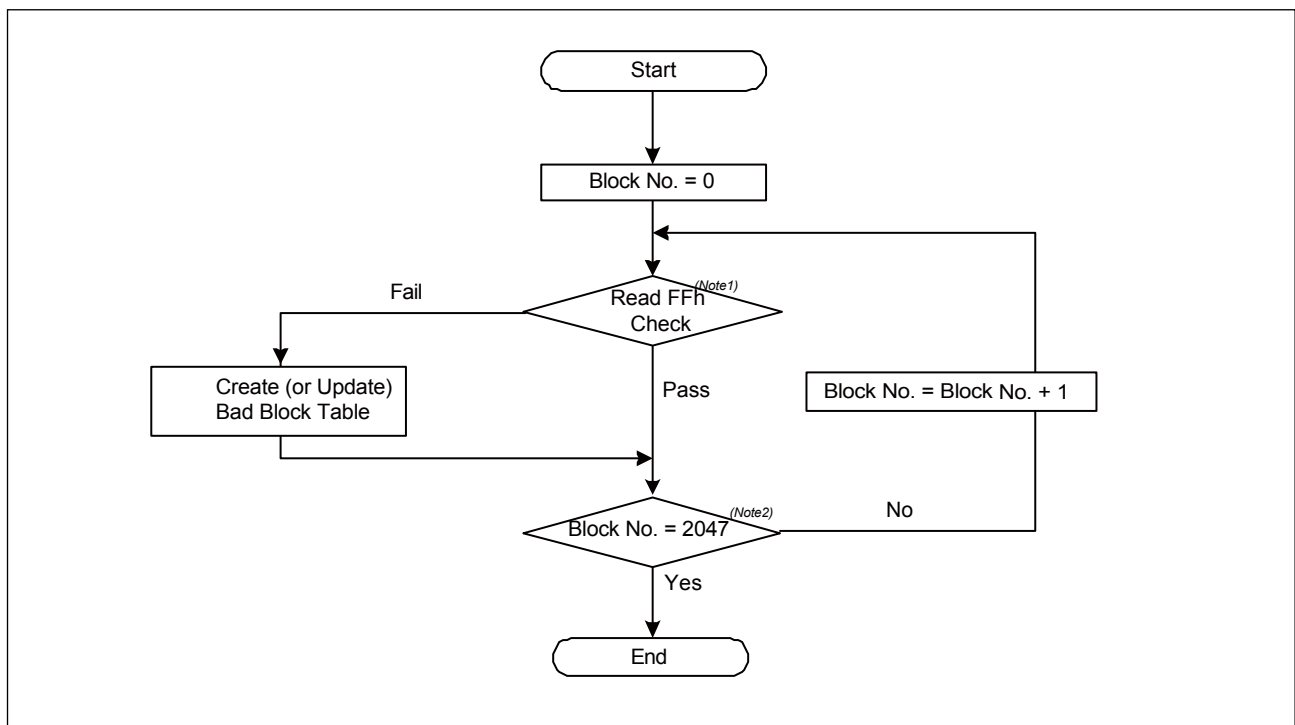 Start
Block No. = 0
(Note1)
Fail
Read FFh
Check
Create (or Update)
Bad Block Table
Pass
Block No. = Block No. + 1
(Note2)
Block No. = 2047
No
Yes
End